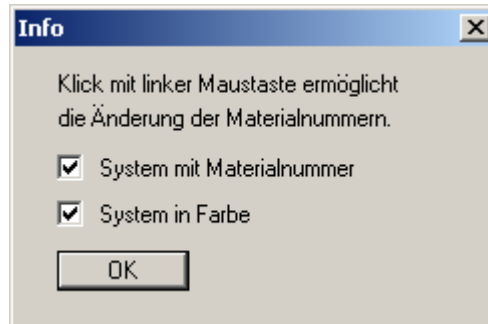 Info
Klick mit linker Maustaste ermöglicht
die Änderung der Materialnummern.
System mit Materialnummer
System in Farbe
OK